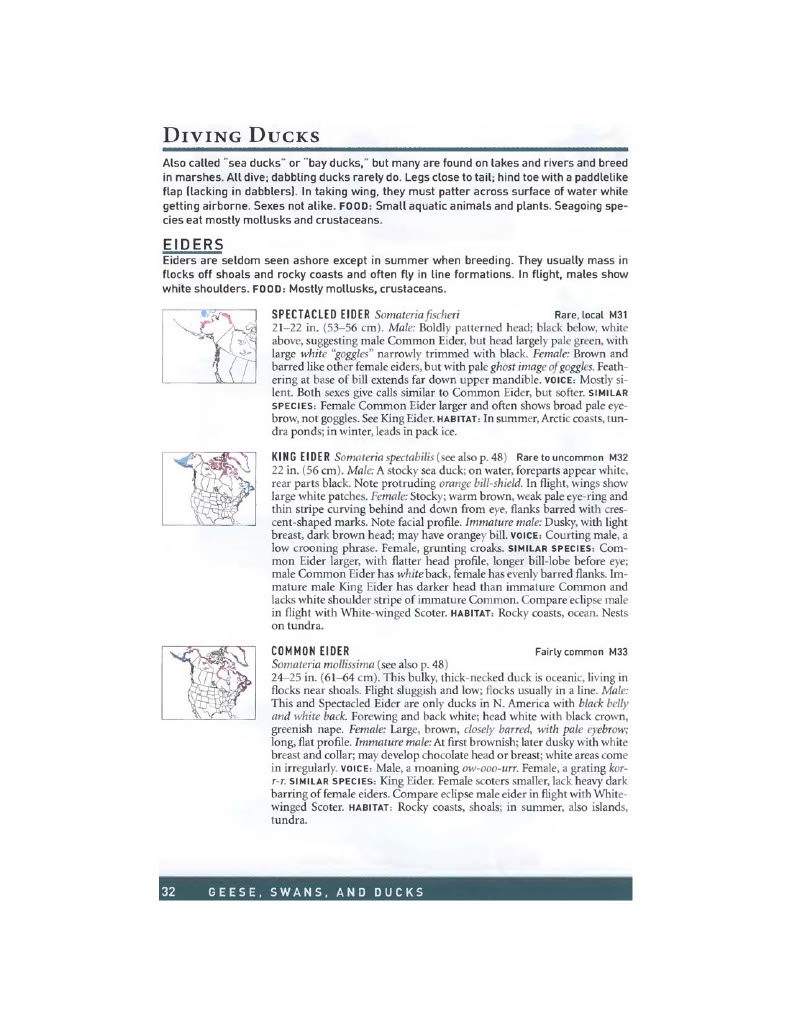 DIVING DUCKS
Also called "sea ducks" or "bay ducks," but many are found on lakes and rivers and breed
in marshes. All dive; dabbling ducks rarely do. Legs close to tail; hind toe with a paddlelike
flap (lacking in dabblers). In taking wing, they must patter across surface of water while
getting airborne. Sexes not alike. FOOD: Small aquatic animals and plants. Seagoing spe-
cies eat mostly mollusks and crustaceans.
EIDERS
Eiders are seldom seen ashore except in summer when breeding. They usually mass in
flocks off shoals and rocky coasts and often fly in line formations. In flight, males show
white shoulders. FOOD: Mostly mollusks, crustaceans.
SPECTACLED EIDER Somateria fischeri Rare, local M31
21–22 in. (53–56 cm). Male: Boldly patterned head; black below, white
above, suggesting male Common Eider, but head largely pale green, with
large white "goggles" narrowly trimmed with black. Female: Brown and
barred like other female eiders, but with pale ghost image of goggles. Feath-
ering at base of bill extends far down upper mandible. VOICE: Mostly si-
lent. Both sexes give calls similar to Common Eider, but softer. SIMILAR
SPECIES: Female Common Eider larger and often shows broad pale eye-
brow, not goggles. See King Eider. HABITAT: In summer, Arctic coasts, tun-
dra ponds; in winter, leads in pack ice.
KING EIDER Somateria spectabilis (see also p. 48) Rare to uncommon M32
22 in. (56 cm). Male: A stocky sea duck; on water, foreparts appear white,
rear parts black. Note protruding orange bill-shield. In flight, wings show
large white patches. Female: Stocky; warm brown, weak pale eye-ring and
thin stripe curving behind and down from eye, flanks barred with cres-
cent-shaped marks. Note facial profile. Immature male: Dusky, with light
breast, dark brown head; may have orangey bill. VOICE: Courting male, a
low crooning phrase. Female, grunting croaks. SIMILAR SPECIES: Com-
mon Eider larger, with flatter head profile, longer bill-lobe before eye;
male Common Eider has white back, female has evenly barred flanks. Im-
mature male King Eider has darker head than immature Common and
lacks white shoulder stripe of immature Common. Compare eclipse male
in flight with White-winged Scoter. HABITAT: Rocky coasts, ocean. Nests
on tundra.
COMMON EIDER Fairly common M33
Somateria mollissima (see also p. 48)
24–25 in. (61–64 cm). This bulky, thick-necked duck is oceanic, living in
flocks near shoals. Flight sluggish and low; flocks usually in a line. Male:
This and Spectacled Eider are only ducks in N. America with black belly
and white back. Forewing and back white; head white with black crown,
greenish nape. Female: Large, brown, closely barred, with pale eyebrow;
long, flat profile. Immature male: At first brownish; later dusky with white
breast and collar; may develop chocolate head or breast; white areas come
in irregularly. VOICE: Male, a moaning ow-ooo-urr. Female, a grating kor-
r-r. SIMILAR SPECIES: King Eider. Female scoters smaller, lack heavy dark
barring of female eiders. Compare eclipse male eider in flight with White-
winged Scoter. HABITAT: Rocky coasts, shoals; in summer, also islands,
tundra.
32 GEESE, SWANS, AND DUCKS